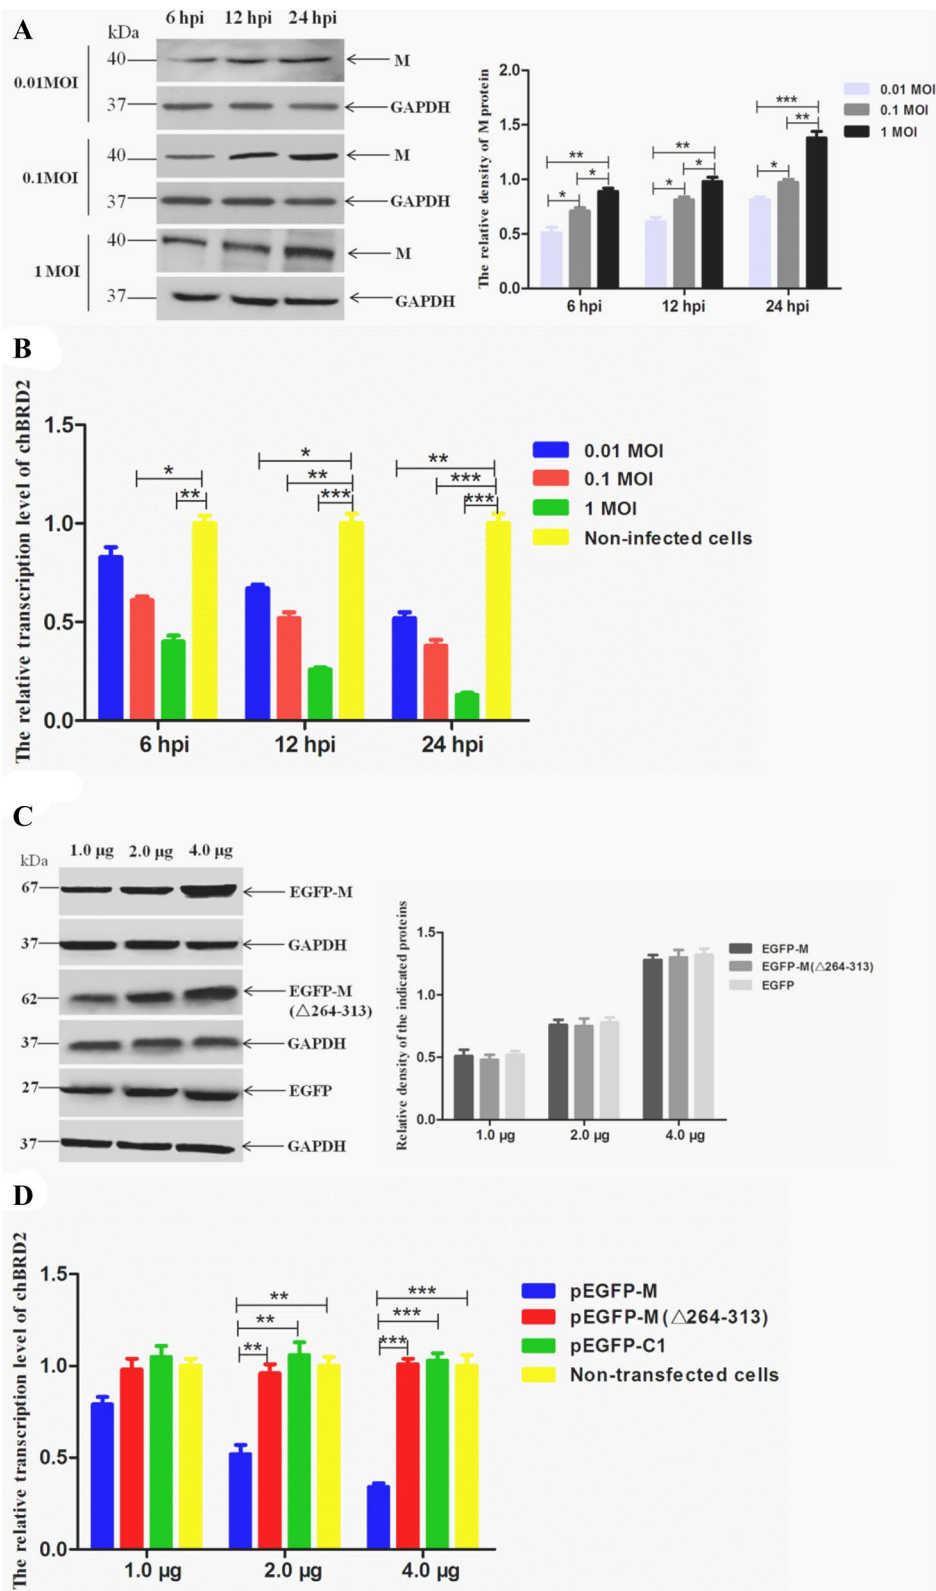 A
6 hpi 12 hpi 24 hpi
kDa
0.01MOI
40
M
37
GAPDH
0.1MOI
40
M
37
GAPDH
1 MOI
40
M
37
GAPDH
The relative density of M protein
2.0
1.5
1.0
0.5
0.0
*
**
*
*
**
*
*
***
**
6 hpi 12 hpi 24 hpi
0.01 MOI
0.1 MOI
1 MOI
B
The relative transcription level of chBRD2
1.5
1.0
0.5
0.0
*
**
*
**
***
**
***
***
6 hpi 12 hpi 24 hpi
0.01 MOI
0.1 MOI
1 MOI
Non-infected cells
C
1.0 µg 2.0 µg 4.0 µg
kDa
67
EGFP-M
37
GAPDH
62
EGFP-M
(△264-313)
37
GAPDH
27
EGFP
37
GAPDH
Relative density of the indicated proteins
1.5
1.0
0.5
0.0
1.0 µg 2.0 µg 4.0 µg
EGFP-M
EGFP-M(△264-313)
EGFP
D
The relative transcription level of chBRD2
1.5
1.0
0.5
0.0
**
**
**
***
***
***
1.0 µg 2.0 µg 4.0 µg
pEGFP-M
pEGFP-M(△264-313)
pEGFP-C1
Non-transfected cells